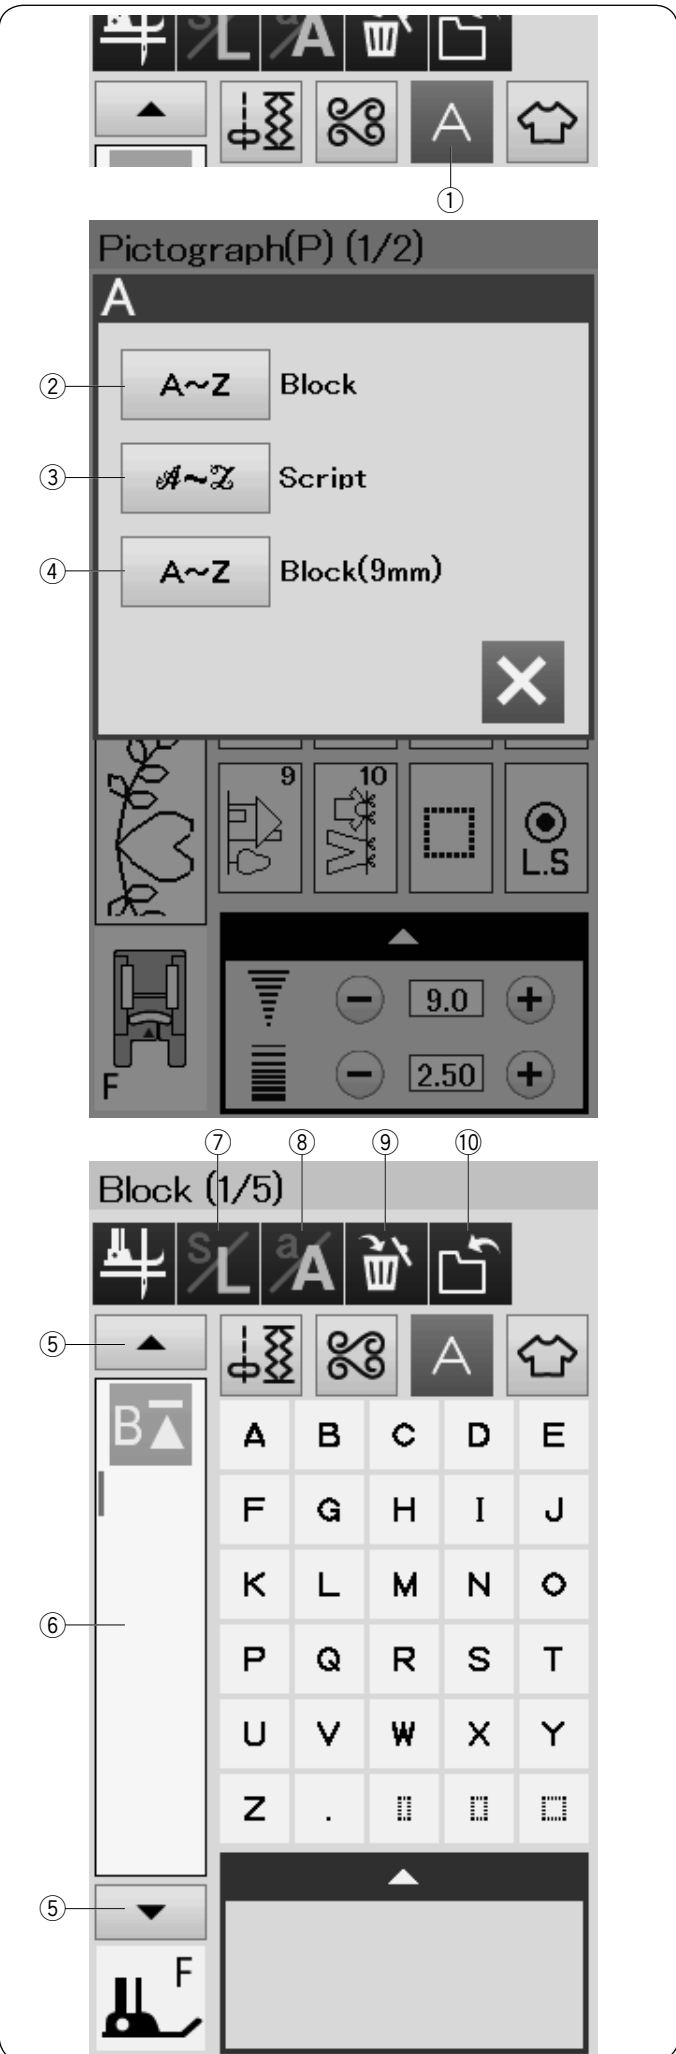 S/L a/A
A
①
Pictograph(P) (1/2)
A
② A~Z Block
③ A~Z Script
④ A~Z Block(9mm)
9 10
L.S
9.0
F
2.50
⑦ ⑧ ⑨ ⑩
Block (1/5)
S/L a/A
⑤ A
B
A B C D E
F G H I J
K L M N O
⑥
P Q R S T
U V W X Y
Z .
⑤
F